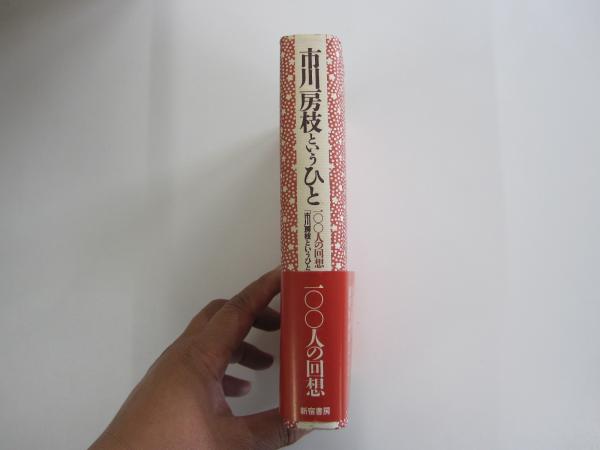 市川房枝というひと
一〇〇人の回想
「市川房枝というひと
一〇〇人の回想
新宿書房